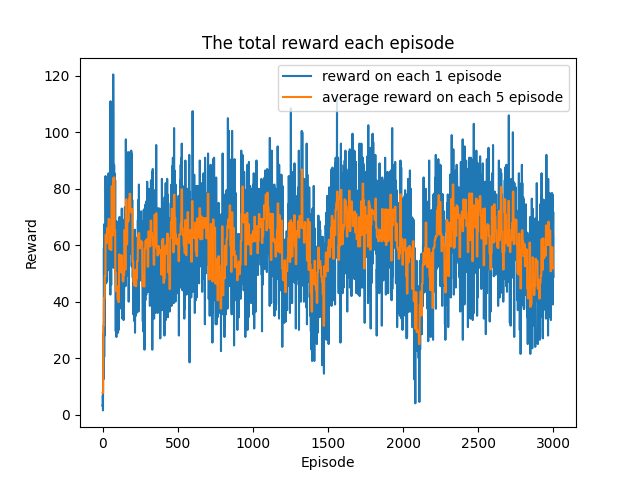 The total reward each episode
reward on each 1 episode
average reward on each 5 episode
120
100
80
60
40
20
0
Reward
0
500
1000
1500
2000
2500
3000
Episode